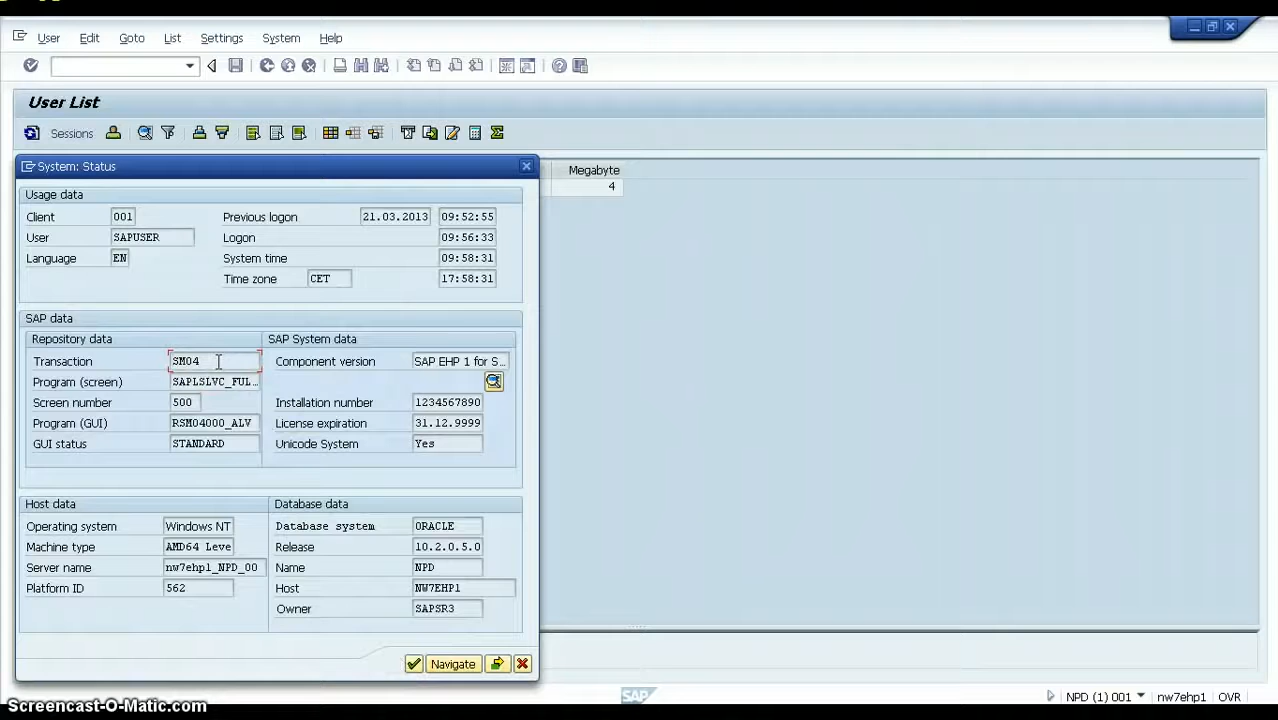 User Edit Goto List Settings System Help
User List
Sessions
System: Status
Megabyte
4
Usage data
Client 001 Previous logon 21.03.2013 09:52:55
User SAPUSER Logon 09:56:33
Language EN System time 09:58:31
Time zone CET 17:58:31
SAP data
Repository data SAP System data
Transaction SM04 Component version SAP EHP 1 for S...
Program (screen) SAPLSLVC_FUL...
Screen number 500 Installation number 1234567890
Program (GUI) RSM04000_ALV License expiration 31.12.9999
GUI status STANDARD Unicode System Yes
Host data Database data
Operating system Windows NT Database system ORACLE
Machine type AMD64 Leve Release 10.2.0.5.0
Server name nw7ehp1_NPD_00 Name NPD
Platform ID 562 Host NW7EHP1
Owner SAPSR3
Navigate
SAP NPD (1) 001 nw7ehp1 OVR
Screencast-O-Matic.com